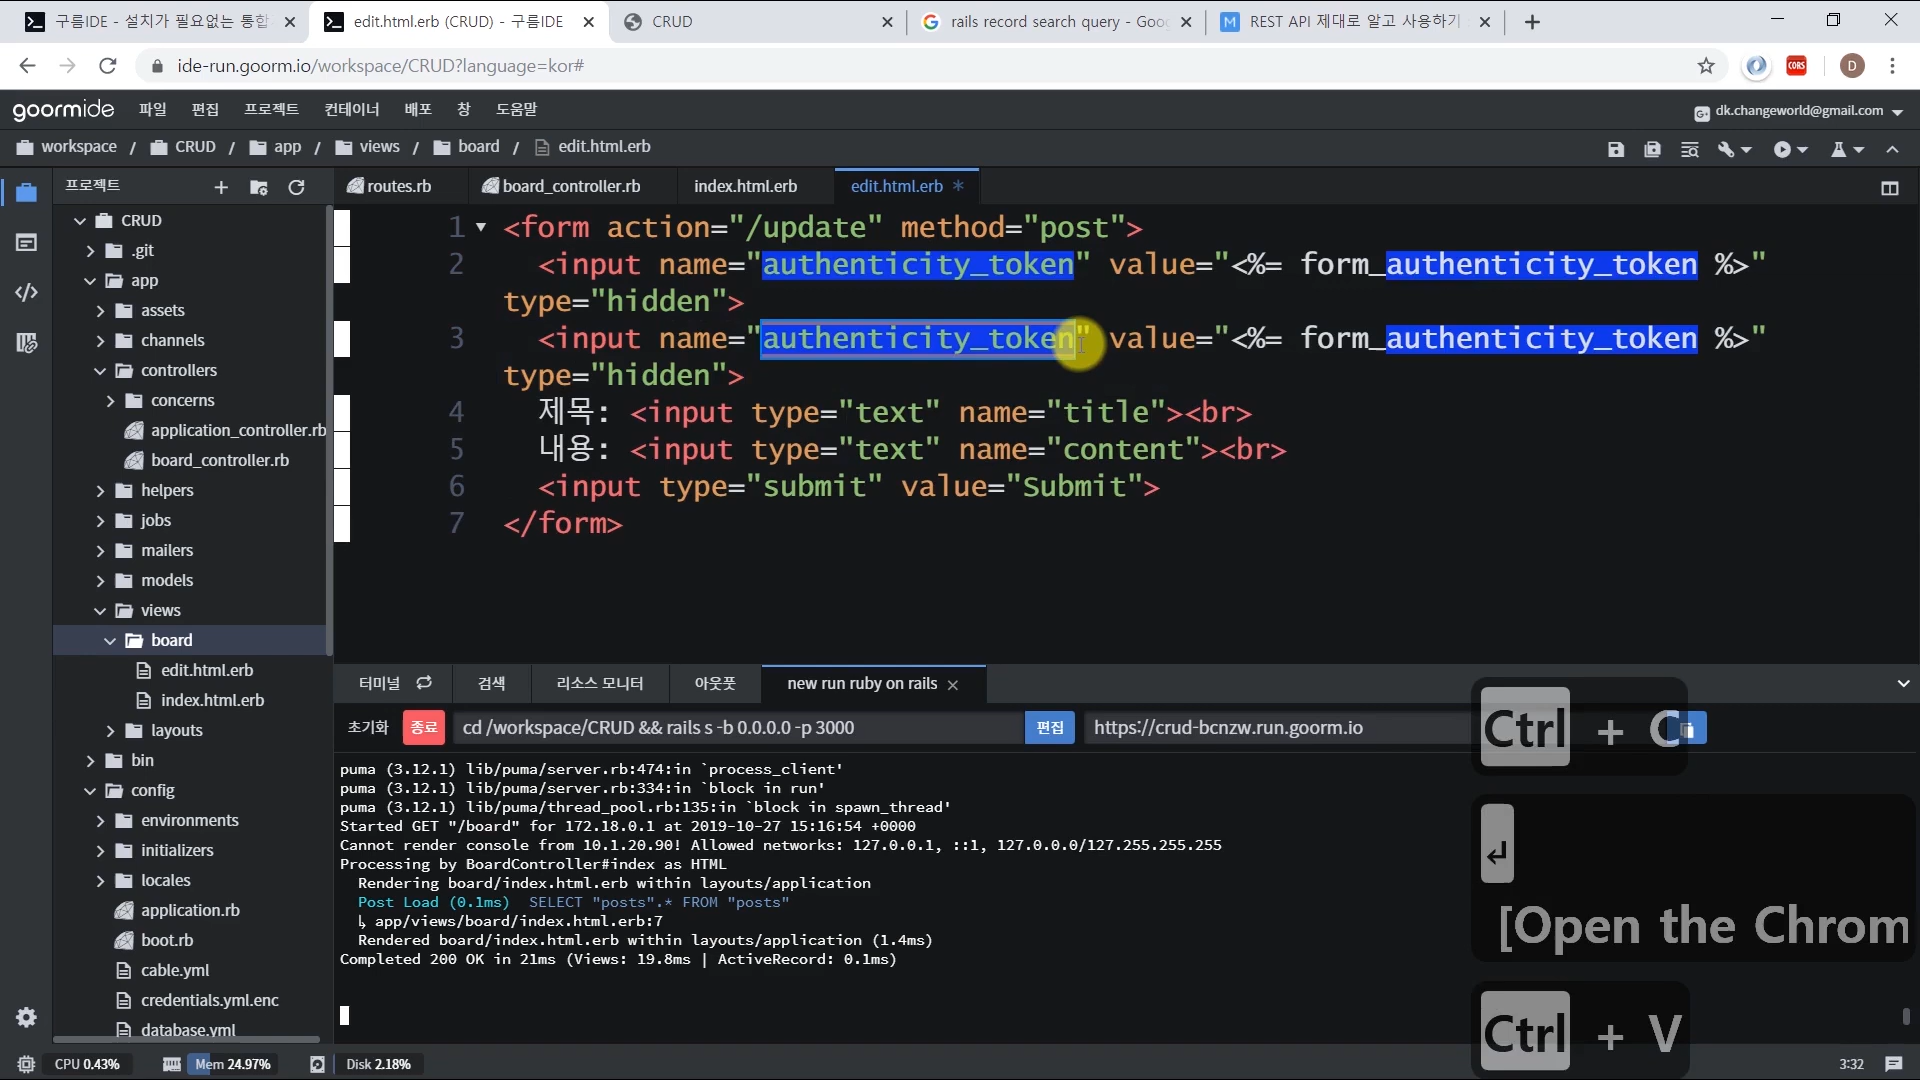 구름IDE - 설치가 필요없는 통합
edit.html.erb (CRUD) - 구름IDE
CRUD
rails record search query - Goo
REST API 제대로 알고 사용하기
ide-run.goorm.io/workspace/CRUD?language=kor#
CORS
D
goormide 파일 편집 프로젝트 컨테이너 배포 창 도움말
dk.changeworld@gmail.com
workspace / CRUD / app / views / board / edit.html.erb
프로젝트
routes.rb board_controller.rb index.html.erb edit.html.erb *
CRUD
.git
app
assets
channels
controllers
concerns
application_controller.rb
board_controller.rb
helpers
jobs
mailers
models
views
board
edit.html.erb
index.html.erb
layouts
bin
config
environments
initializers
locales
application.rb
boot.rb
cable.yml
credentials.yml.enc
database.yml
1 <form action="/update" method="post">
2 <input name="authenticity_token" value="<%= form_authenticity_token %>"
type="hidden">
3 <input name="authenticity_token" value="<%= form_authenticity_token %>"
type="hidden">
4 제목: <input type="text" name="title"><br>
5 내용: <input type="text" name="content"><br>
6 <input type="submit" value="Submit">
7 </form>
터미널 검색 리소스 모니터 아웃풋 new run ruby on rails
초기화 종료 cd /workspace/CRUD && rails s -b 0.0.0.0 -p 3000 편집 https://crud-bcnzw.run.goorm.io
puma (3.12.1) lib/puma/server.rb:474:in `process_client'
puma (3.12.1) lib/puma/server.rb:334:in `block in run'
puma (3.12.1) lib/puma/thread_pool.rb:135:in `block in spawn_thread'
Started GET "/board" for 172.18.0.1 at 2019-10-27 15:16:54 +0000
Cannot render console from 10.1.20.90! Allowed networks: 127.0.0.1, ::1, 127.0.0.0/127.255.255.255
Processing by BoardController#index as HTML
Rendering board/index.html.erb within layouts/application
Post Load (0.1ms) SELECT "posts".* FROM "posts"
↳ app/views/board/index.html.erb:7
Rendered board/index.html.erb within layouts/application (1.4ms)
Completed 200 OK in 21ms (Views: 19.8ms | ActiveRecord: 0.1ms)
Ctrl + C
[Open the Chrom
Ctrl + V
CPU 0.43% Mem 24.97% Disk 2.18%
3:32